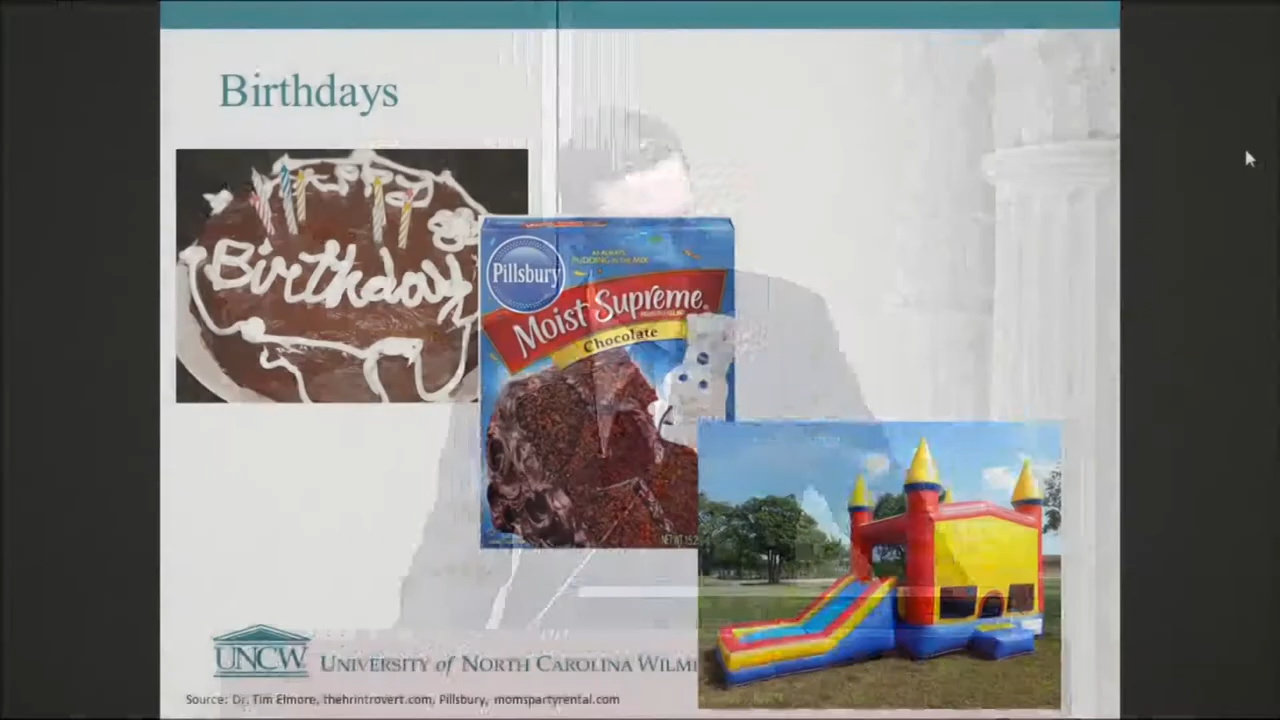 Birthdays
Birthday
Pillsbury
Moist Supreme
Chocolate
UNCW
UNIVERSITY of NORTH CAROLINA WILMI
Source: Dr. Tim Elmore, thehrintrovert.com, Pillsbury, momspartyrental.com